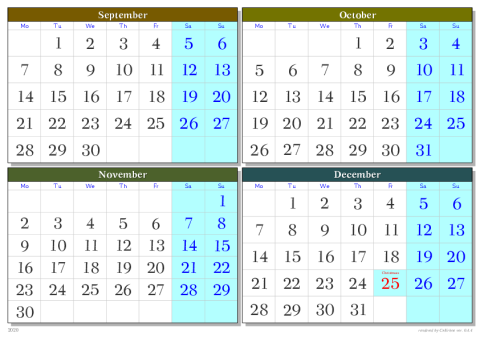 September
Mo Tu We Th Fr Sa Su
1 2 3 4 5 6
7 8 9 10 11 12 13
14 15 16 17 18 19 20
21 22 23 24 25 26 27
28 29 30
October
Mo Tu We Th Fr Sa Su
1 2 3 4
5 6 7 8 9 10 11
12 13 14 15 16 17 18
19 20 21 22 23 24 25
26 27 28 29 30 31
November
Mo Tu We Th Fr Sa Su
1
2 3 4 5 6 7 8
9 10 11 12 13 14 15
16 17 18 19 20 21 22
23 24 25 26 27 28 29
30
December
Mo Tu We Th Fr Sa Su
1 2 3 4 5 6
7 8 9 10 11 12 13
14 15 16 17 18 19 20
Christmas
21 22 23 24 25 26 27
28 29 30 31